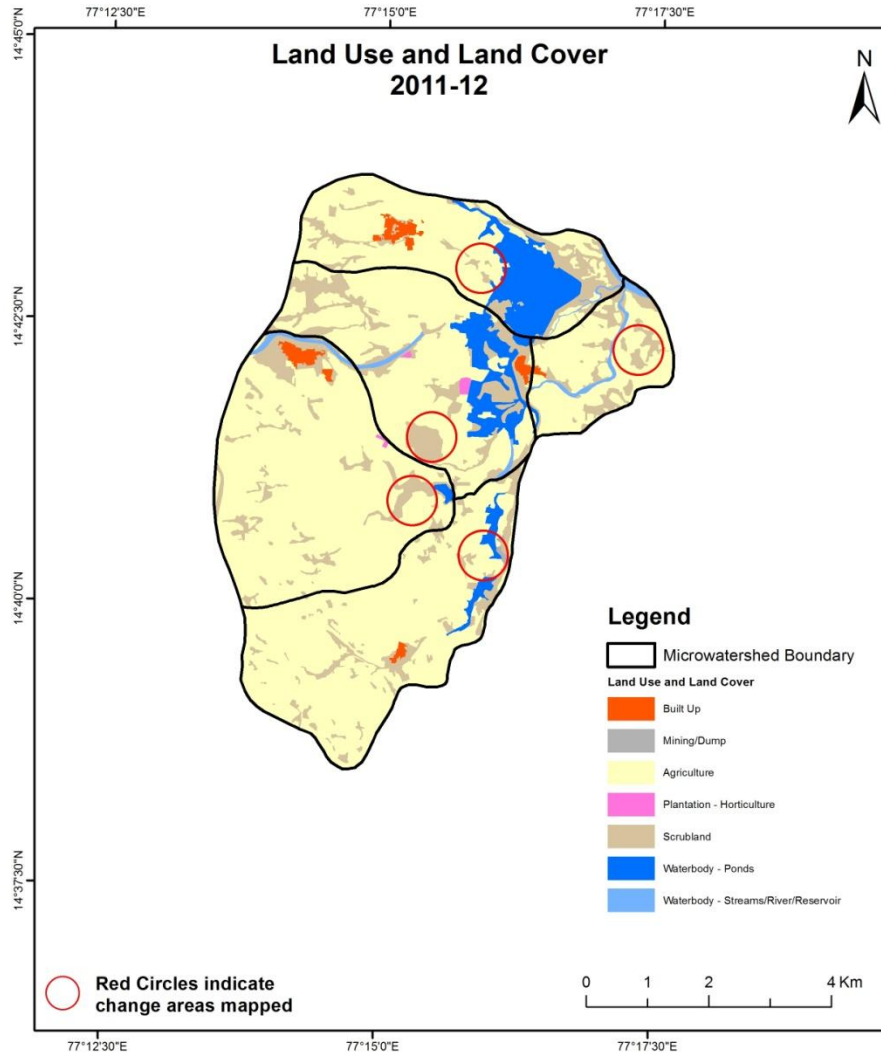 77°12'30"E 77°15'0"E 77°17'30"E
14°45'0"N
Land Use and Land Cover
2011-12
N
14°42'30"N
14°40'0"N
14°37'30"N
Legend
Microwatershed Boundary
Land Use and Land Cover
Built Up
Mining/Dump
Agriculture
Plantation - Horticulture
Scrubland
Waterbody - Ponds
Waterbody - Streams/River/Reservoir
Red Circles indicate
change areas mapped
0 1 2 4 Km
77°12'30"E 77°15'0"E 77°17'30"E